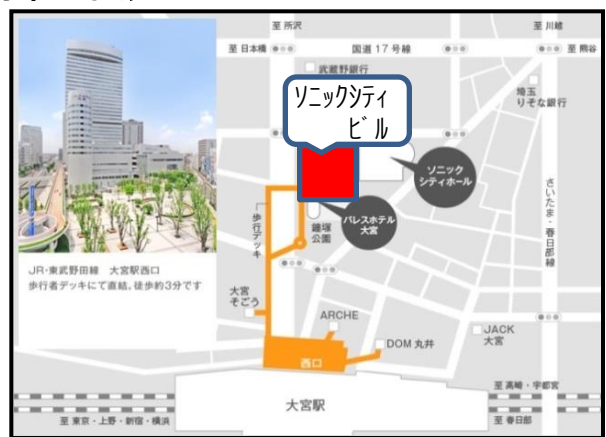 至 所沢
至 川越
至 日本橋
国道17号線
至 熊谷
武蔵野銀行
埼玉
りそな銀行
ソニックシティ
ビル
ソニック
シティホール
パレスホテル
大宮
鐘塚
公園
歩行デッキ
さいたま・春日部線
JR・東武野田線 大宮駅西口
歩行者デッキにて直結。徒歩約3分です
大宮
そごう
ARCHE
DOM 丸井
JACK
大宮
西口
大宮駅
至 高崎・宇都宮
至 東京・上野・新宿・横浜
至 春日部